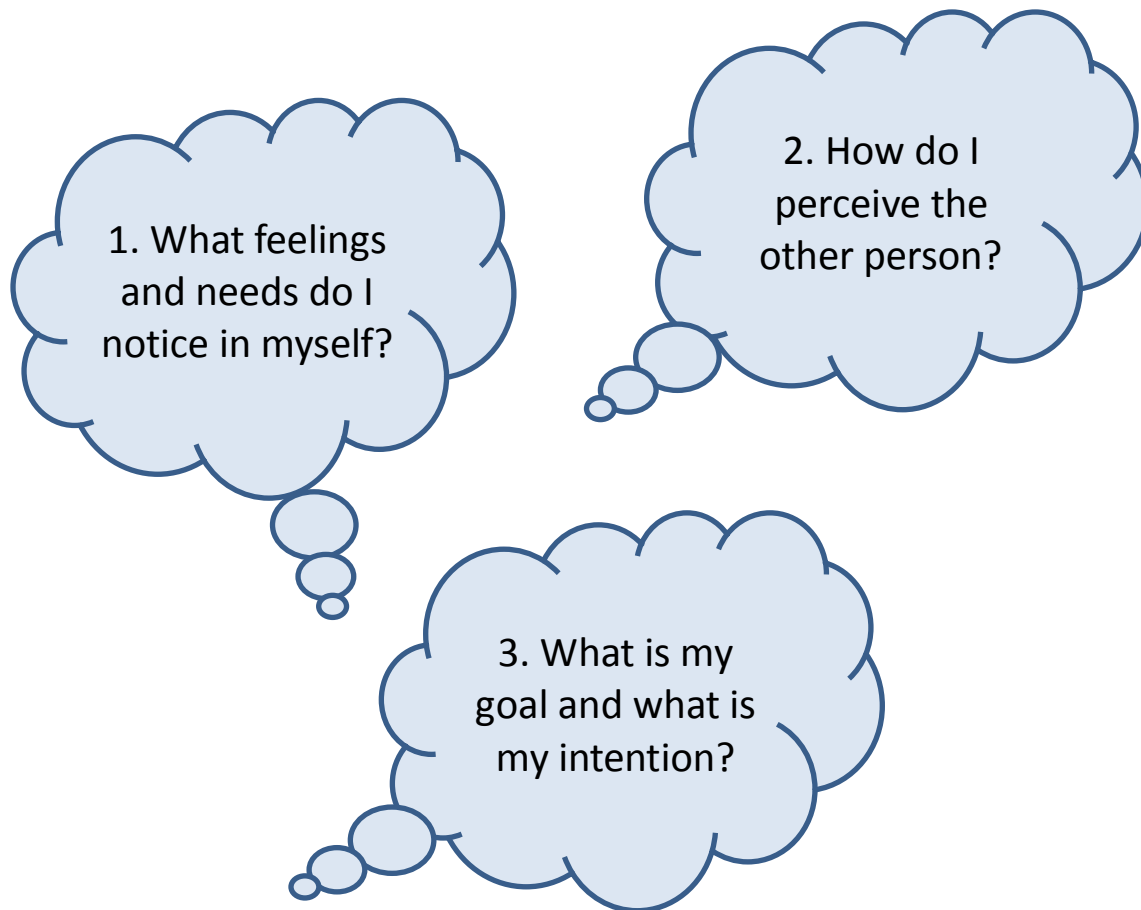 1. What feelings
and needs do I
notice in myself?
2. How do I
perceive the
other person?
3. What is my
goal and what is
my intention?